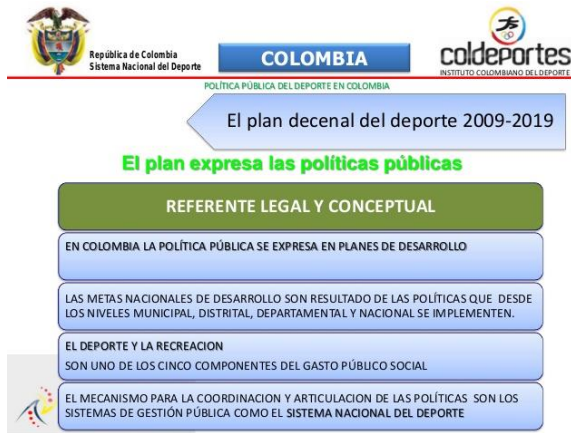 República de Colombia
Sistema Nacional del Deporte
COLOMBIA
coldeportes
INSTITUTO COLOMBIANO DEL DEPORTE
POLÍTICA PÚBLICA DEL DEPORTE EN COLOMBIA
El plan decenal del deporte 2009-2019
El plan expresa las políticas públicas
REFERENTE LEGAL Y CONCEPTUAL
EN COLOMBIA LA POLÍTICA PÚBLICA SE EXPRESA EN PLANES DE DESARROLLO
LAS METAS NACIONALES DE DESARROLLO SON RESULTADO DE LAS POLÍTICAS QUE DESDE
LOS NIVELES MUNICIPAL, DISTRITAL, DEPARTAMENTAL Y NACIONAL SE IMPLEMENTEN.
EL DEPORTE Y LA RECREACION
SON UNO DE LOS CINCO COMPONENTES DEL GASTO PÚBLICO SOCIAL
EL MECANISMO PARA LA COORDINACION Y ARTICULACION DE LAS POLÍTICAS SON LOS
SISTEMAS DE GESTIÓN PÚBLICA COMO EL SISTEMA NACIONAL DEL DEPORTE